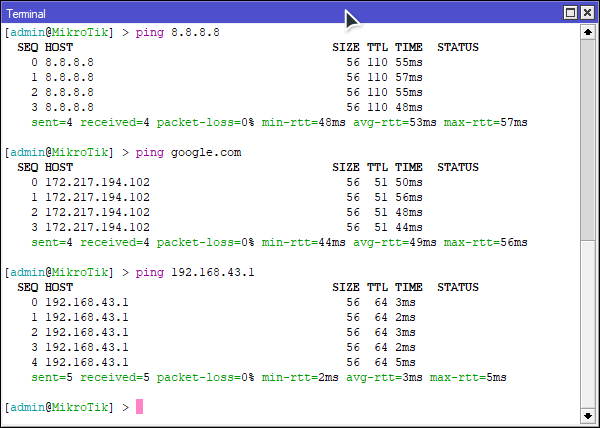 Terminal
[admin@MikroTik] > ping 8.8.8.8
SEQ HOST SIZE TTL TIME STATUS
0 8.8.8.8 56 110 55ms
1 8.8.8.8 56 110 57ms
2 8.8.8.8 56 110 55ms
3 8.8.8.8 56 110 48ms
sent=4 received=4 packet-loss=0% min-rtt=48ms avg-rtt=53ms max-rtt=57ms
[admin@MikroTik] > ping google.com
SEQ HOST SIZE TTL TIME STATUS
0 172.217.194.102 56 51 50ms
1 172.217.194.102 56 51 56ms
2 172.217.194.102 56 51 48ms
3 172.217.194.102 56 51 44ms
sent=4 received=4 packet-loss=0% min-rtt=44ms avg-rtt=49ms max-rtt=56ms
[admin@MikroTik] > ping 192.168.43.1
SEQ HOST SIZE TTL TIME STATUS
0 192.168.43.1 56 64 3ms
1 192.168.43.1 56 64 2ms
2 192.168.43.1 56 64 3ms
3 192.168.43.1 56 64 2ms
4 192.168.43.1 56 64 5ms
sent=5 received=5 packet-loss=0% min-rtt=2ms avg-rtt=3ms max-rtt=5ms
[admin@MikroTik] >